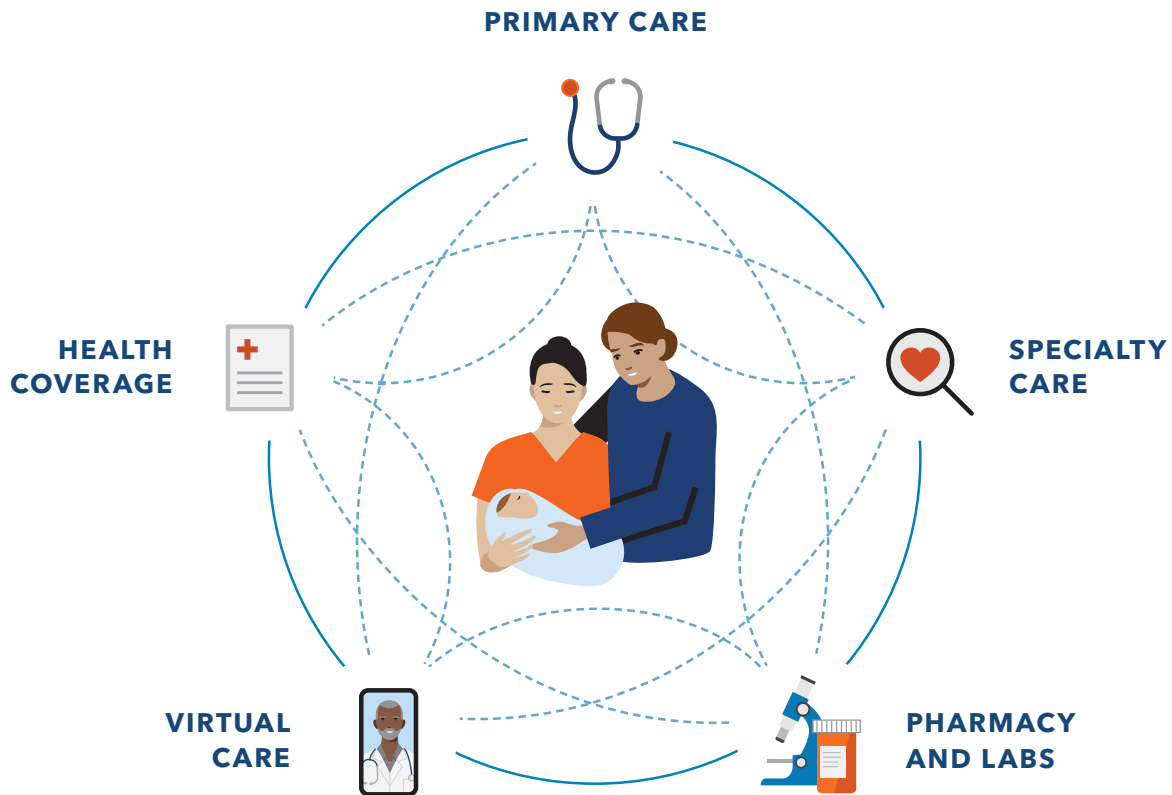 PRIMARY CARE
HEALTH
COVERAGE
SPECIALTY
CARE
VIRTUAL
CARE
PHARMACY
AND LABS